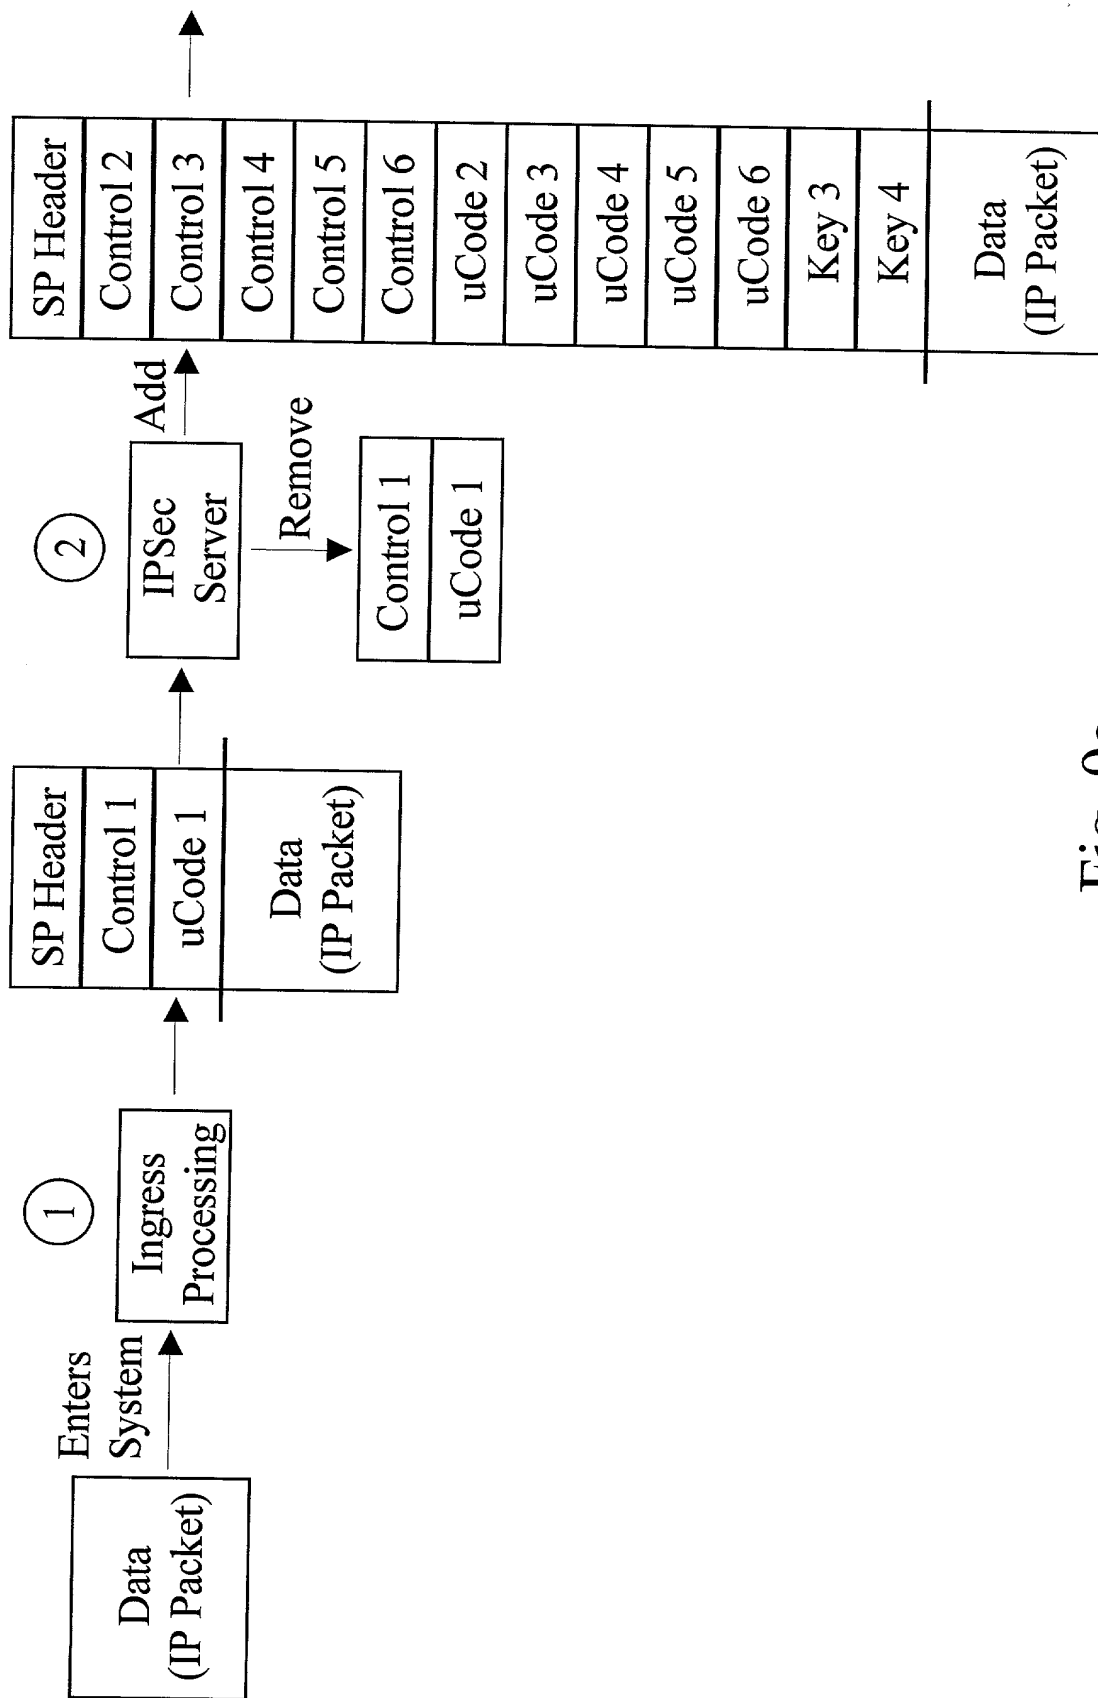 Data
(IP Packet)
Enters
System
1
Ingress
Processing
SP Header
Control 1
uCode 1
Data
(IP Packet)
2
IPSec
Server
Add
Remove
Control 1
uCode 1
SP Header
Control 2
Control 3
Control 4
Control 5
Control 6
uCode 2
uCode 3
uCode 4
uCode 5
uCode 6
Key 3
Key 4
Data
(IP Packet)
Fig